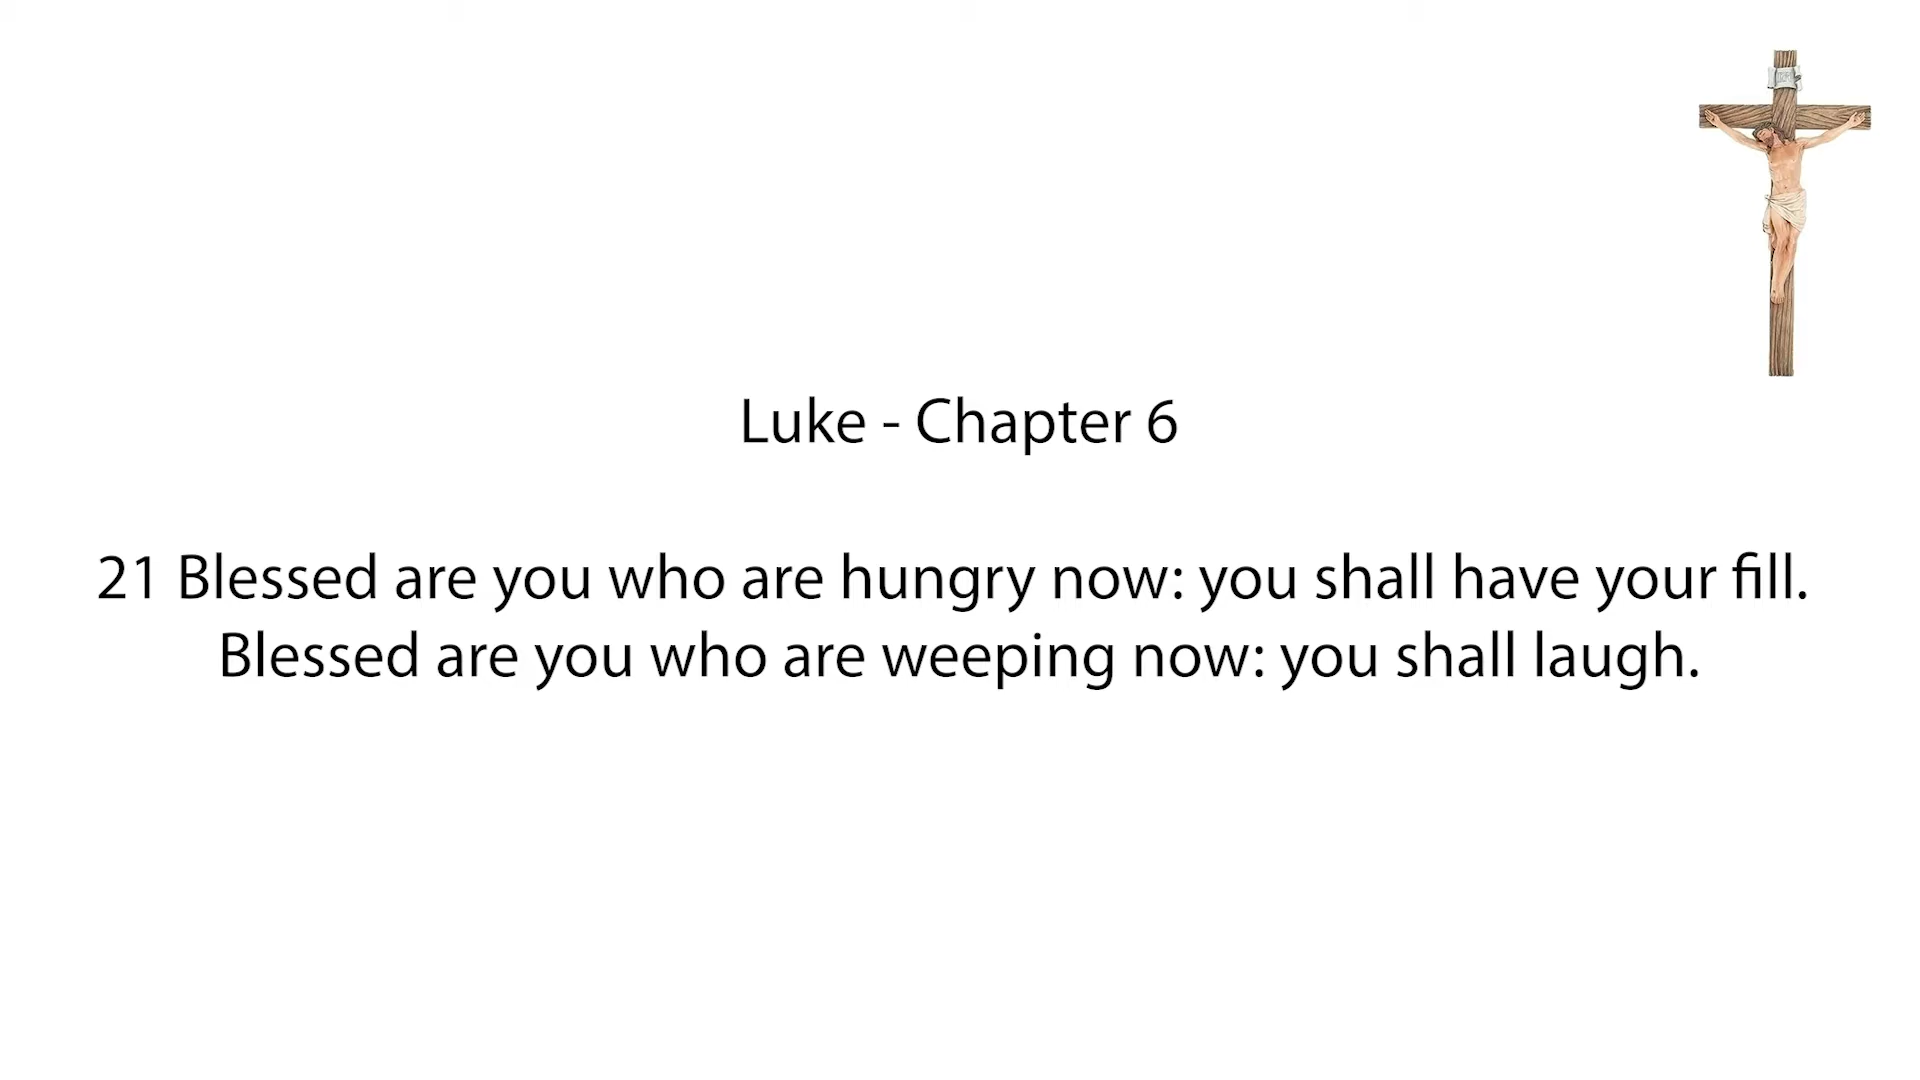 Luke - Chapter 6
21 Blessed are you who are hungry now: you shall have your fill.
Blessed are you who are weeping now: you shall laugh.